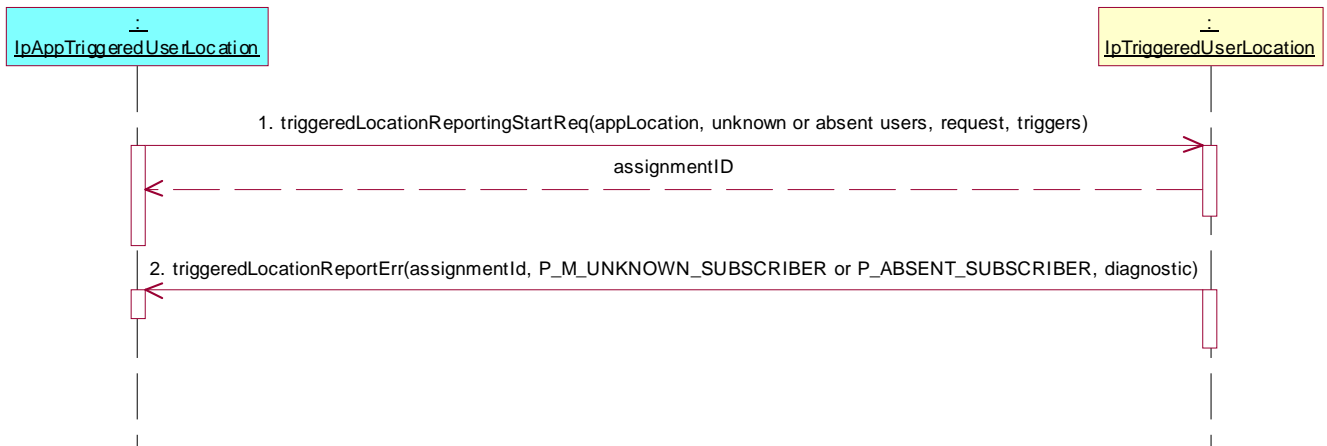 :
IpAppTriggeredUserLocation
:
IpTriggeredUserLocation
1. triggeredLocationReportingStartReq(appLocation, unknown or absent users, request, triggers)
assignmentID
2. triggeredLocationReportErr(assignmentId, P_M_UNKNOWN_SUBSCRIBER or P_ABSENT_SUBSCRIBER, diagnostic)